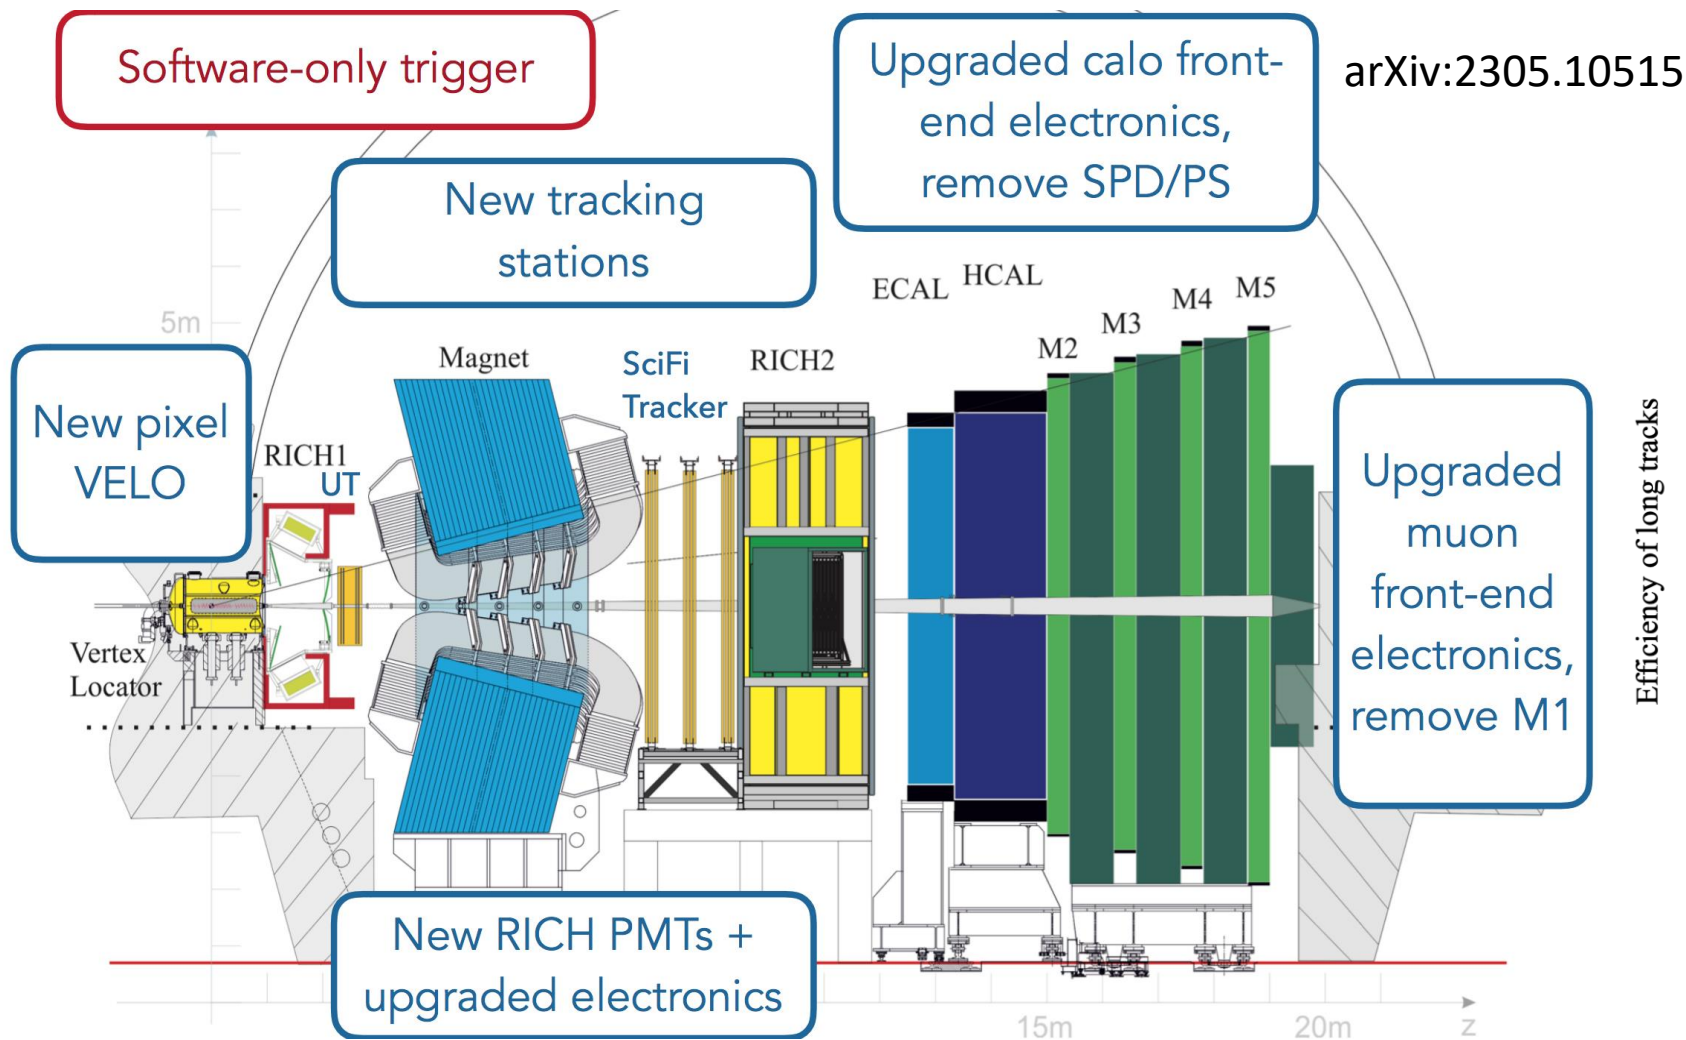 Software-only trigger
Upgraded calo front-
end electronics,
remove SPD/PS
arXiv:2305.10515
New tracking
stations
ECAL
HCAL
M2
M3
M4
M5
5m
Magnet
SciFi
Tracker
RICH2
New pixel
VELO
RICH1
UT
Upgraded
muon
front-end
electronics,
remove M1
Efficiency of long tracks
Vertex
Locator
New RICH PMTs +
upgraded electronics
15m
20m
z